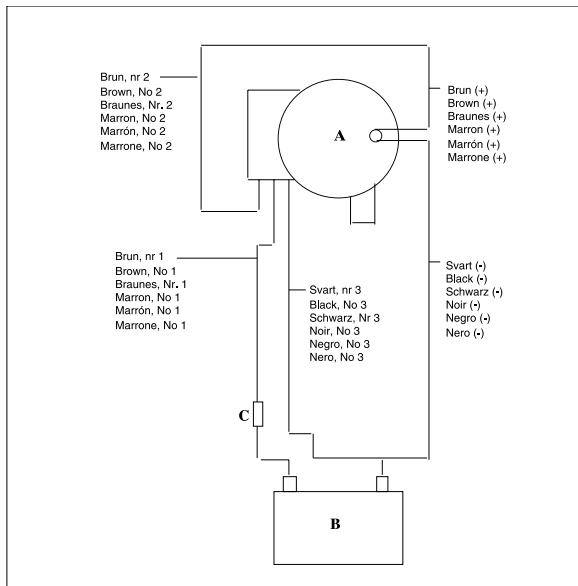 Brun, nr 2
Brown, No 2
Braunes, Nr. 2
Marron, No 2
Marrón, No 2
Marrone, No 2
A
Brun (+)
Brown (+)
Braunes (+)
Marron (+)
Marrón (+)
Marrone (+)
Brun, nr 1
Brown, No 1
Braunes, Nr. 1
Marron, No 1
Marrón, No 1
Marrone, No 1
Svart, nr 3
Black, No 3
Schwarz, Nr 3
Noir, No 3
Negro, No 3
Nero, No 3
Svart (-)
Black (-)
Schwarz (-)
Noir (-)
Negro (-)
Nero (-)
C
B